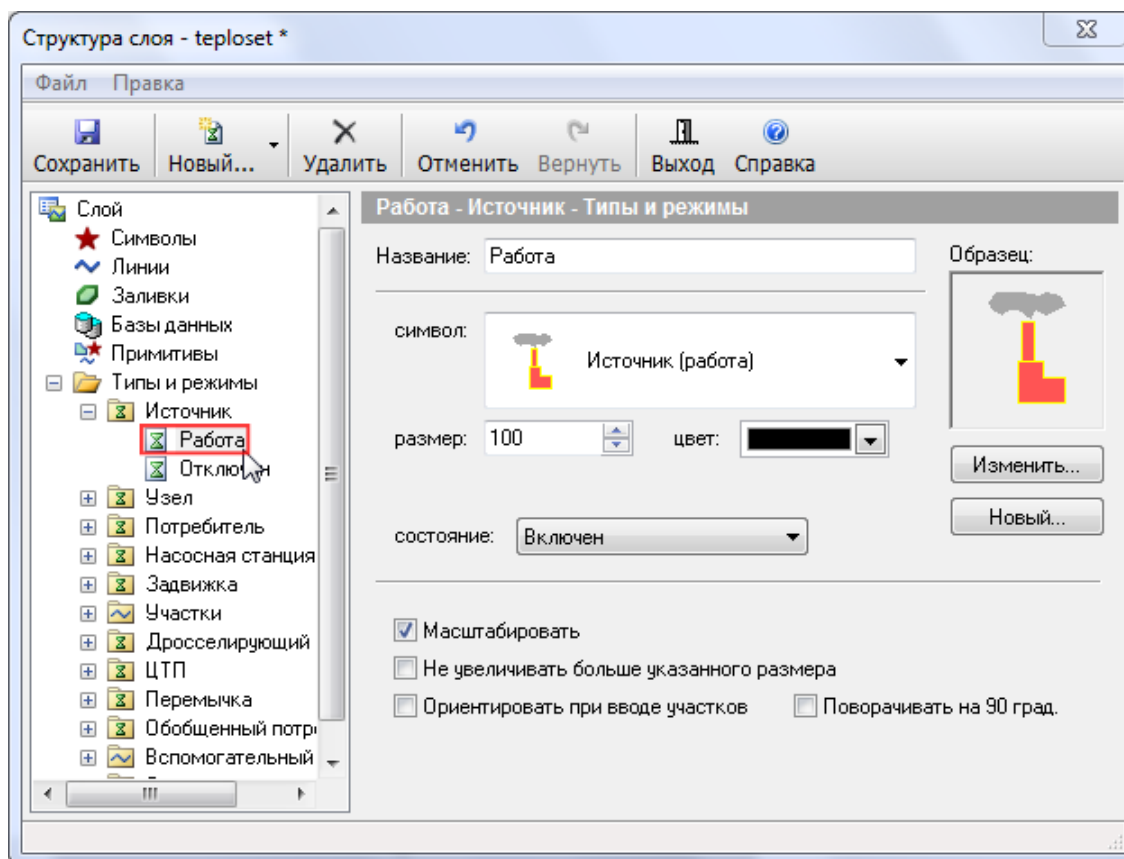 Структура слоя - teploset *
Файл Правка
Сохранить Новый... Удалить Отменить Вернуть Выход Справка
Слой
Символы
Линии
Заливки
Базы данных
Примитивы
Типы и режимы
Источник
Работа
Отключен
Узел
Потребитель
Насосная станция
Задвижка
Участки
Дросселирующий
ЦТП
Перемычка
Обобщенный потр
Вспомогательный
Работа - Источник - Типы и режимы
Название: Работа
Образец:
символ: Источник (работа)
размер: 100 цвет:
Изменить...
Новый...
состояние: Включен
Масштабировать
Не увеличивать больше указанного размера
Ориентировать при вводе участков Поворачивать на 90 град.